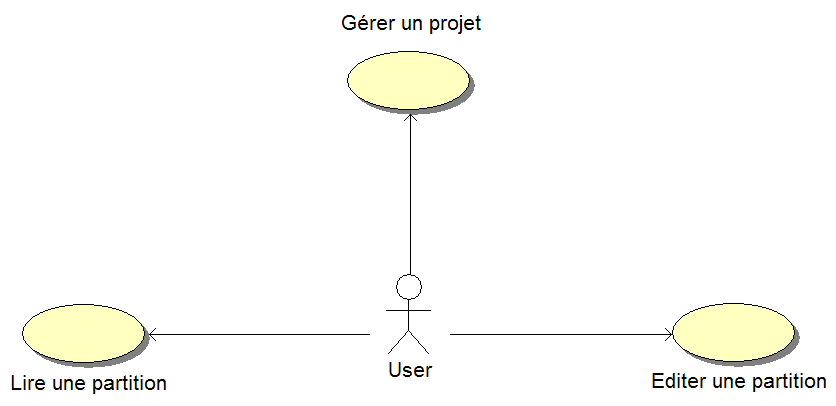 Gérer un projet
User
Lire une partition
Editer une partition